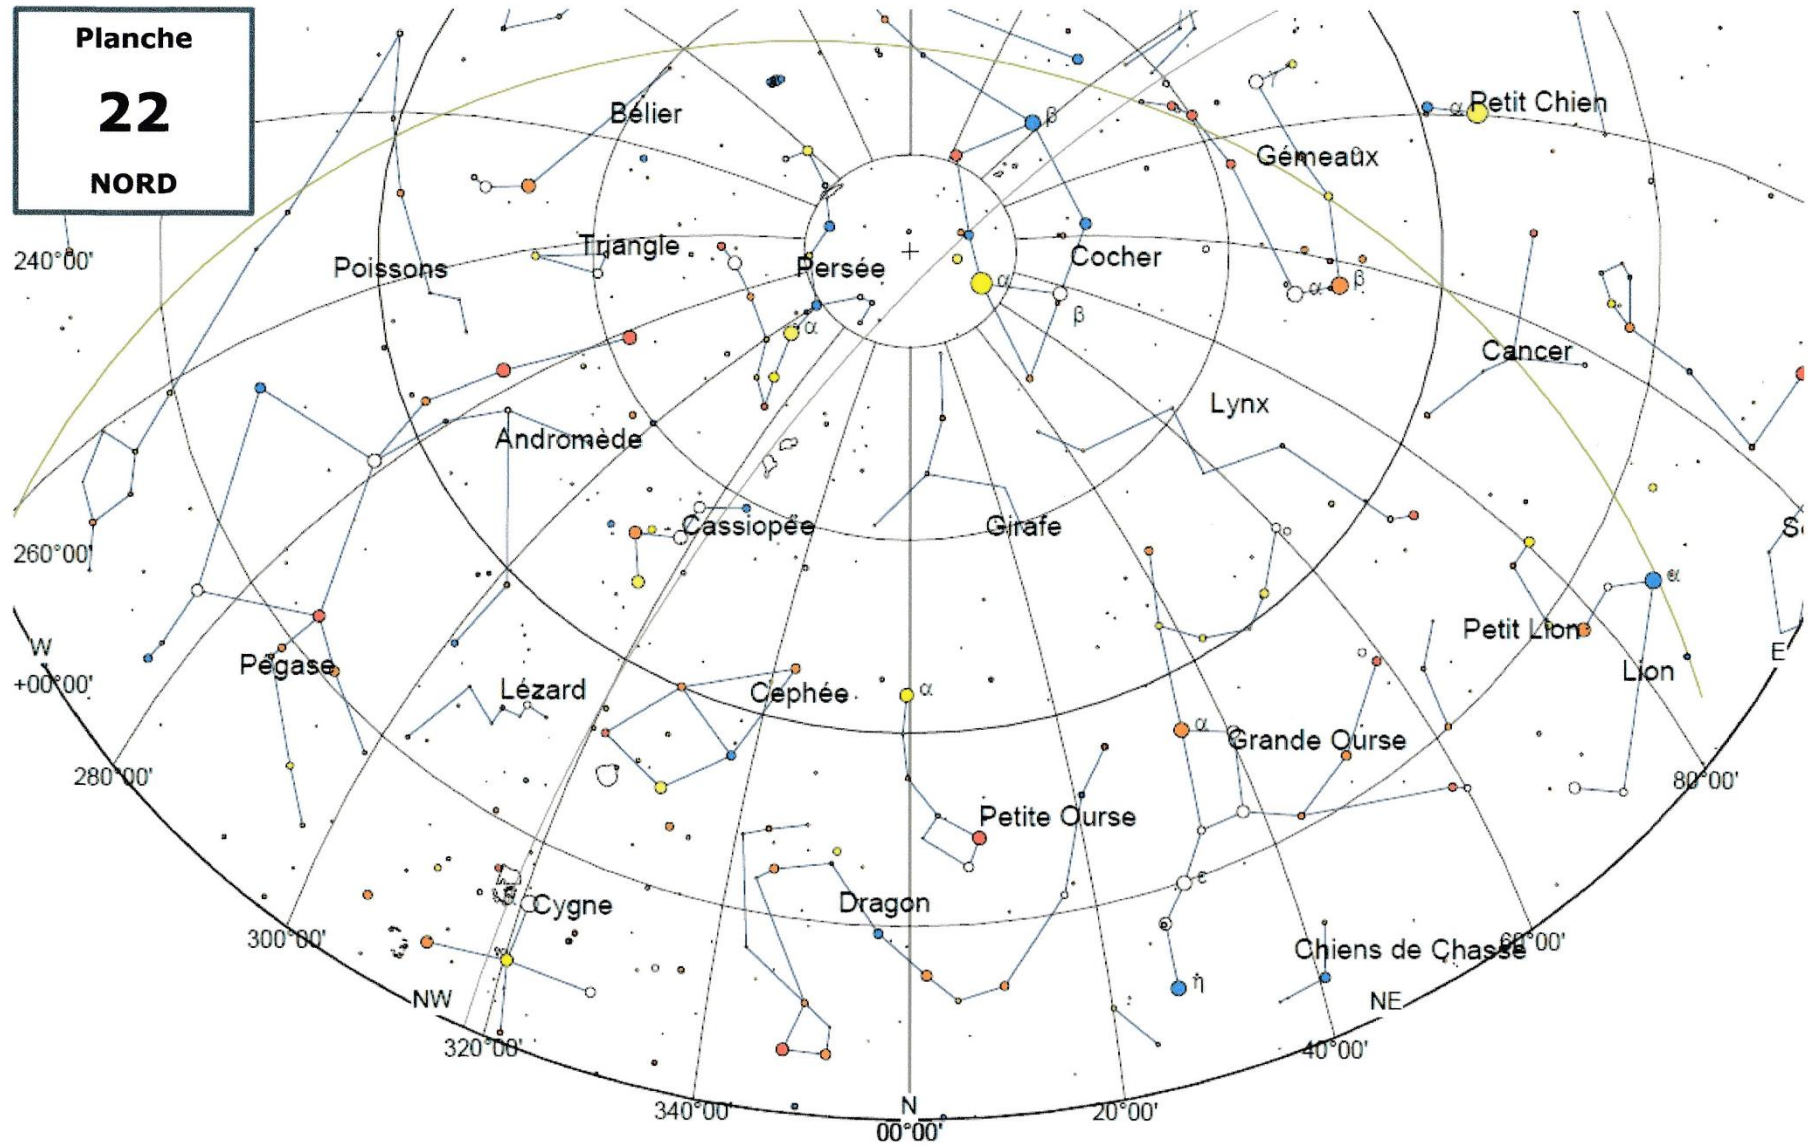 Planche
22
NORD
β
γ
α Petit Chien
Bélier
Gémeaux
240°00'
Triangle
Poissons
Persée
Cocher
α
α
β
β
α
Cancer
Lynx
Andromède
Cassiopée
Girafe
260°00'
α
W
Petit Lion
E
+00°00'
Pégase
Lézard
Cephée
α
Lion
α
Grande Ourse
280°00'
80°00'
Petite Ourse
ε
Cygne
Dragon
300°00'
Chiens de Chasse
60°00'
η
NW
NE
320°00'
40°00'
340°00'
N
20°00'
00°00'